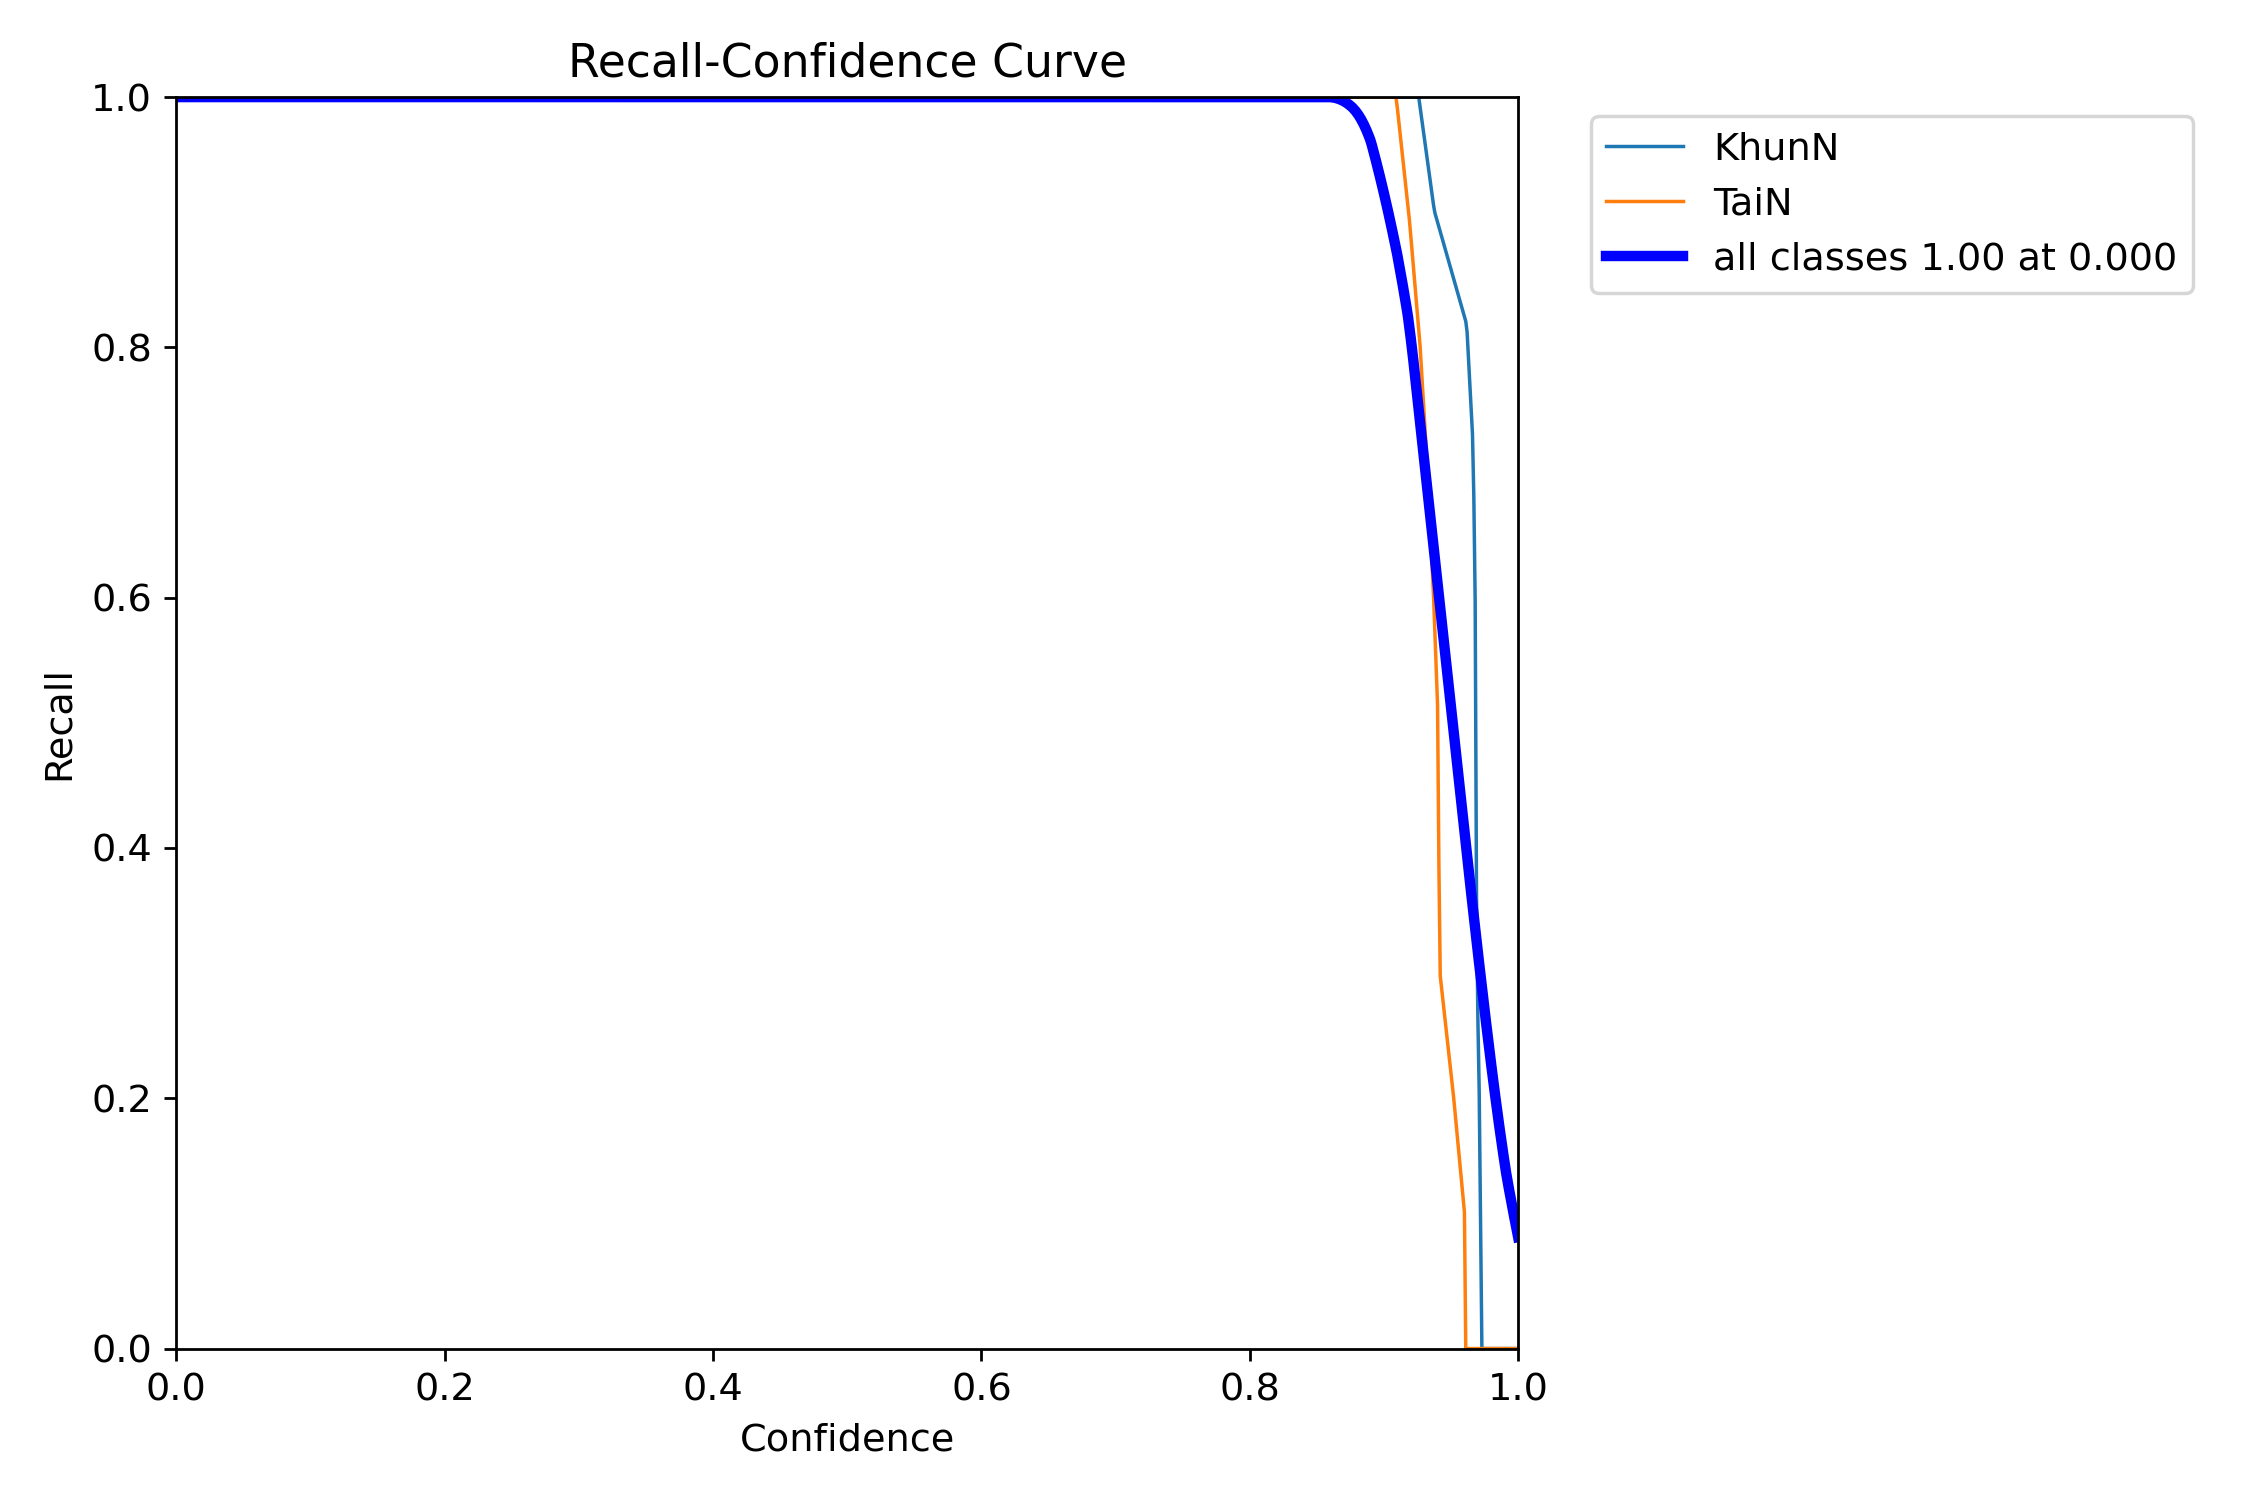 Recall-Confidence Curve
1.0
0.8
0.6
0.4
0.2
0.0
Recall
0.0 0.2 0.4 0.6 0.8 1.0
Confidence
KhunN
TaiN
all classes 1.00 at 0.000